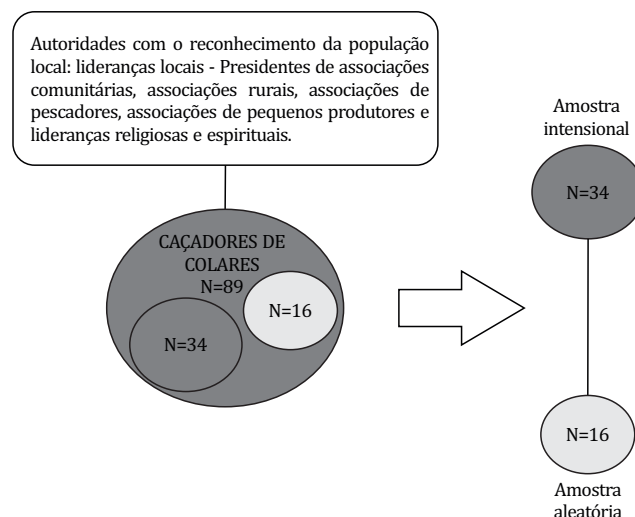 Autoridades com o reconhecimento da população
local: lideranças locais - Presidentes de associações
comunitárias, associações rurais, associações de
pescadores, associações de pequenos produtores e
lideranças religiosas e espirituais.
CAÇADORES DE
COLARES
N=89
N=16
N=34
Amostra
intensional
N=34
N=16
Amostra
aleatória